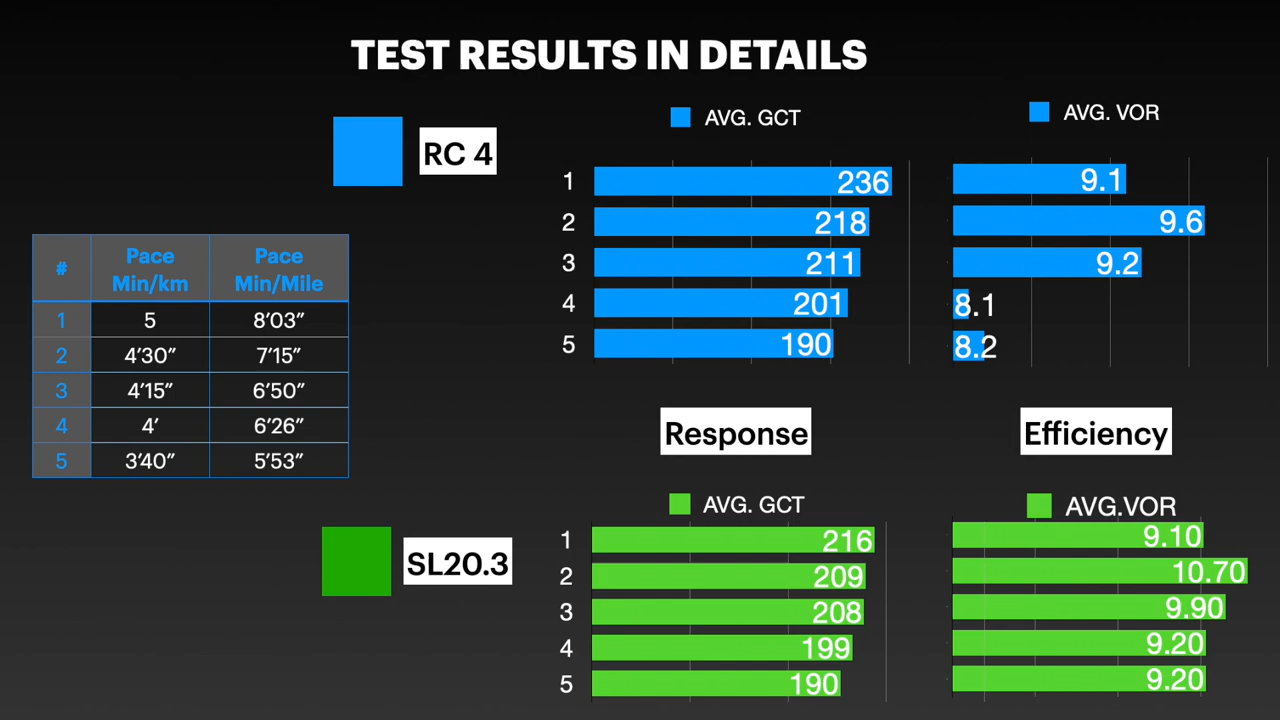 TEST RESULTS IN DETAILS
RC 4
AVG. GCT
1 236
2 218
3 211
4 201
5 190
AVG. VOR
9.1
9.6
9.2
8.1
8.2
# Pace Min/km Pace Min/Mile
1 5 8’03”
2 4’30” 7’15”
3 4’15” 6’50”
4 4’ 6’26”
5 3’40” 5’53”
Response
Efficiency
SL20.3
AVG. GCT
1 216
2 209
3 208
4 199
5 190
AVG.VOR
9.10
10.70
9.90
9.20
9.20